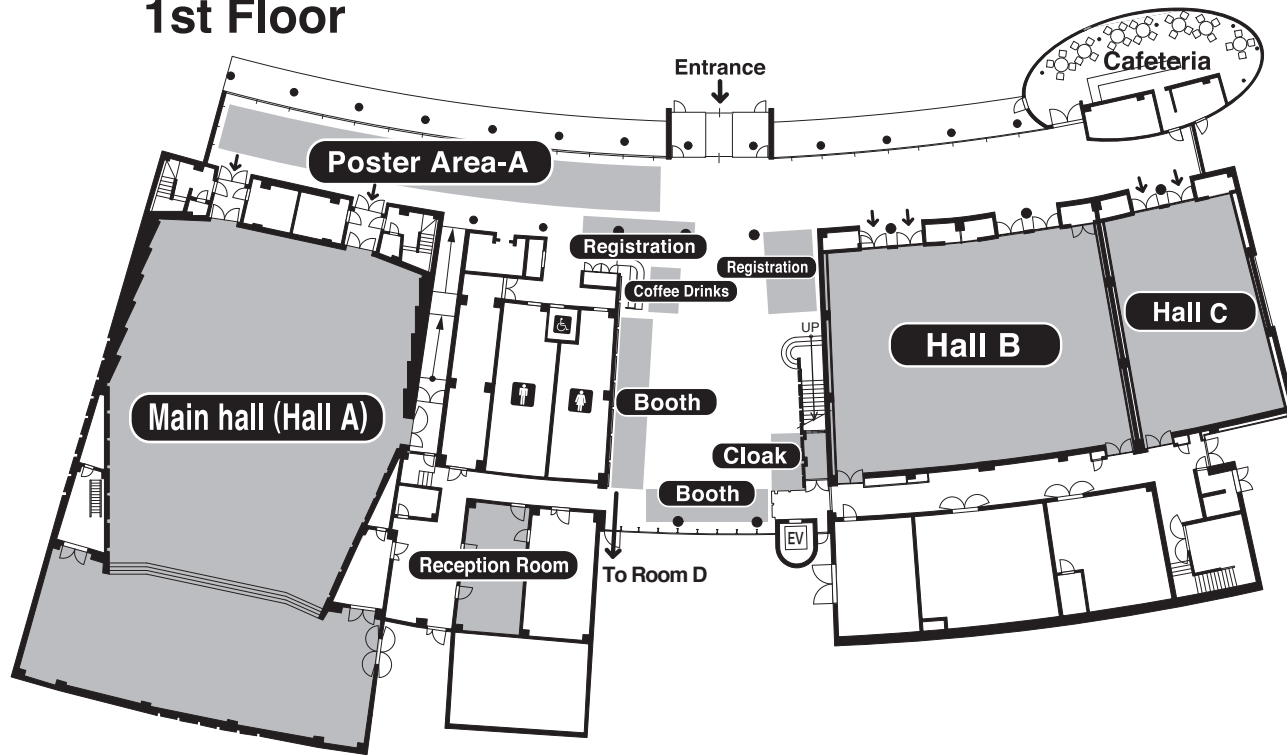 1st Floor
Entrance
Cafeteria
Poster Area-A
Registration
Registration
Coffee Drinks
Hall C
UP
Hall B
Main hall (Hall A)
Booth
Cloak
Booth
EV
Reception Room
To Room D